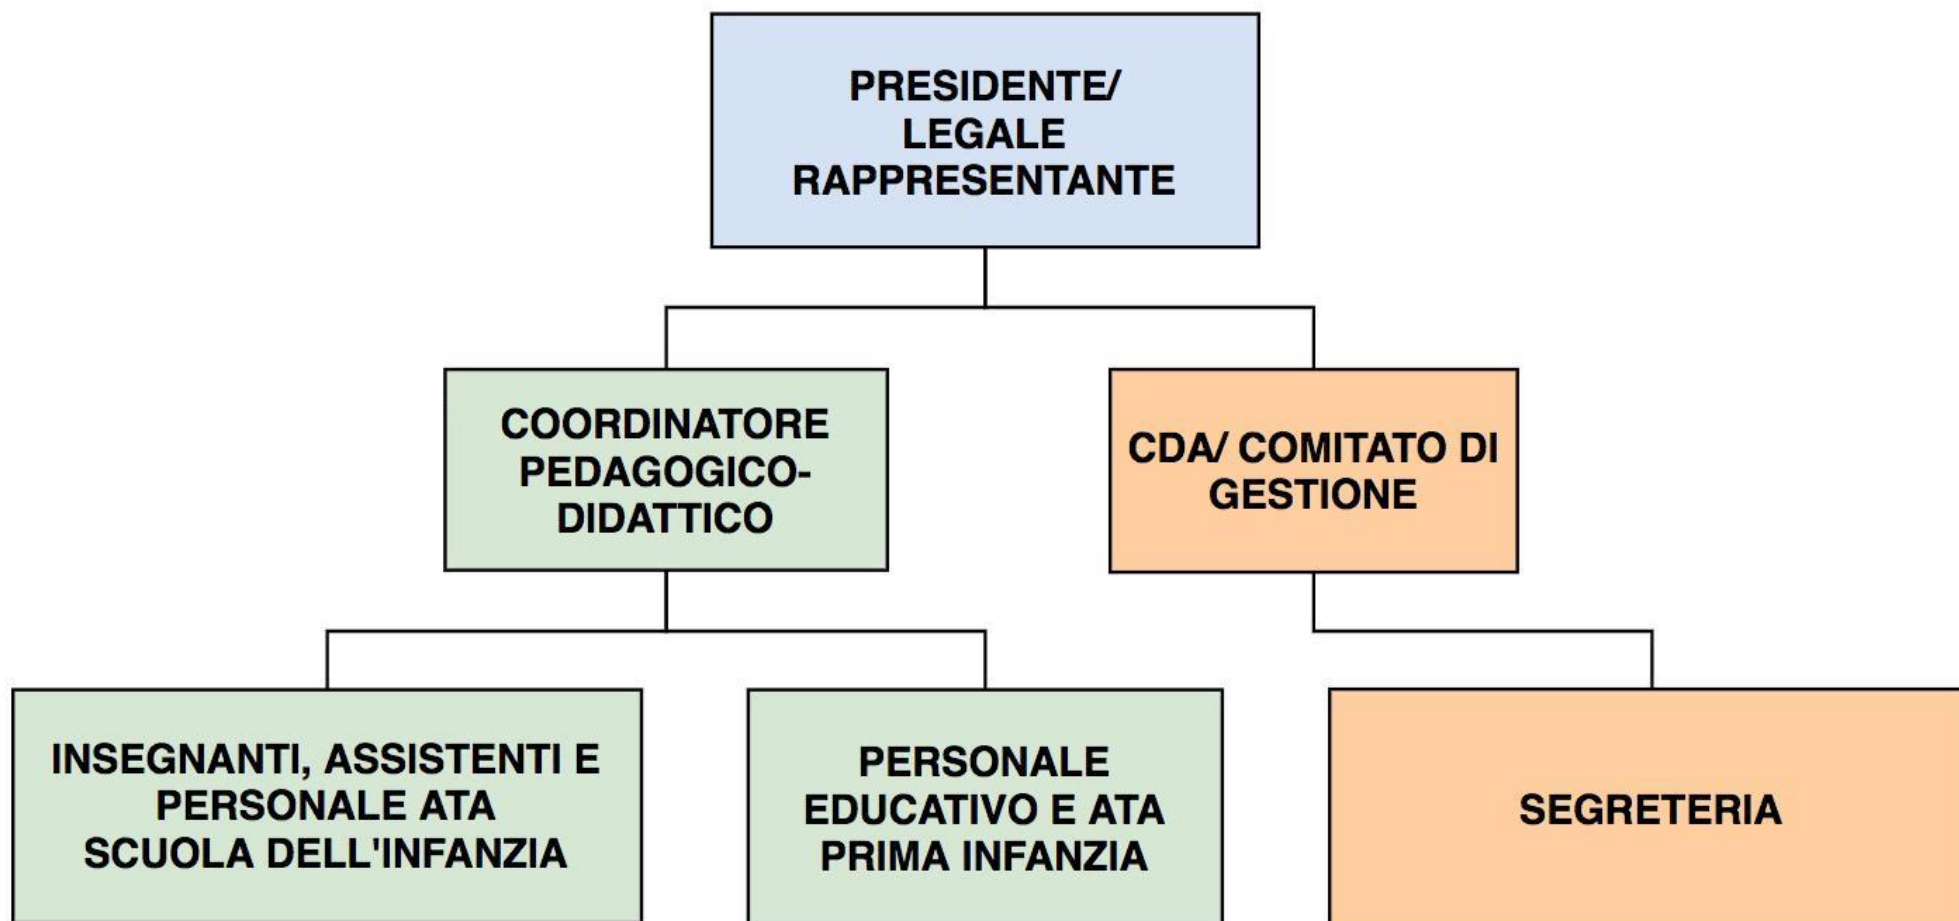 PRESIDENTE/
LEGALE
RAPPRESENTANTE
COORDINATORE
PEDAGOGICO-
DIDATTICO
CDA/ COMITATO DI
GESTIONE
INSEGNANTI, ASSISTENTI E
PERSONALE ATA
SCUOLA DELL'INFANZIA
PERSONALE
EDUCATIVO E ATA
PRIMA INFANZIA
SEGRETERIA